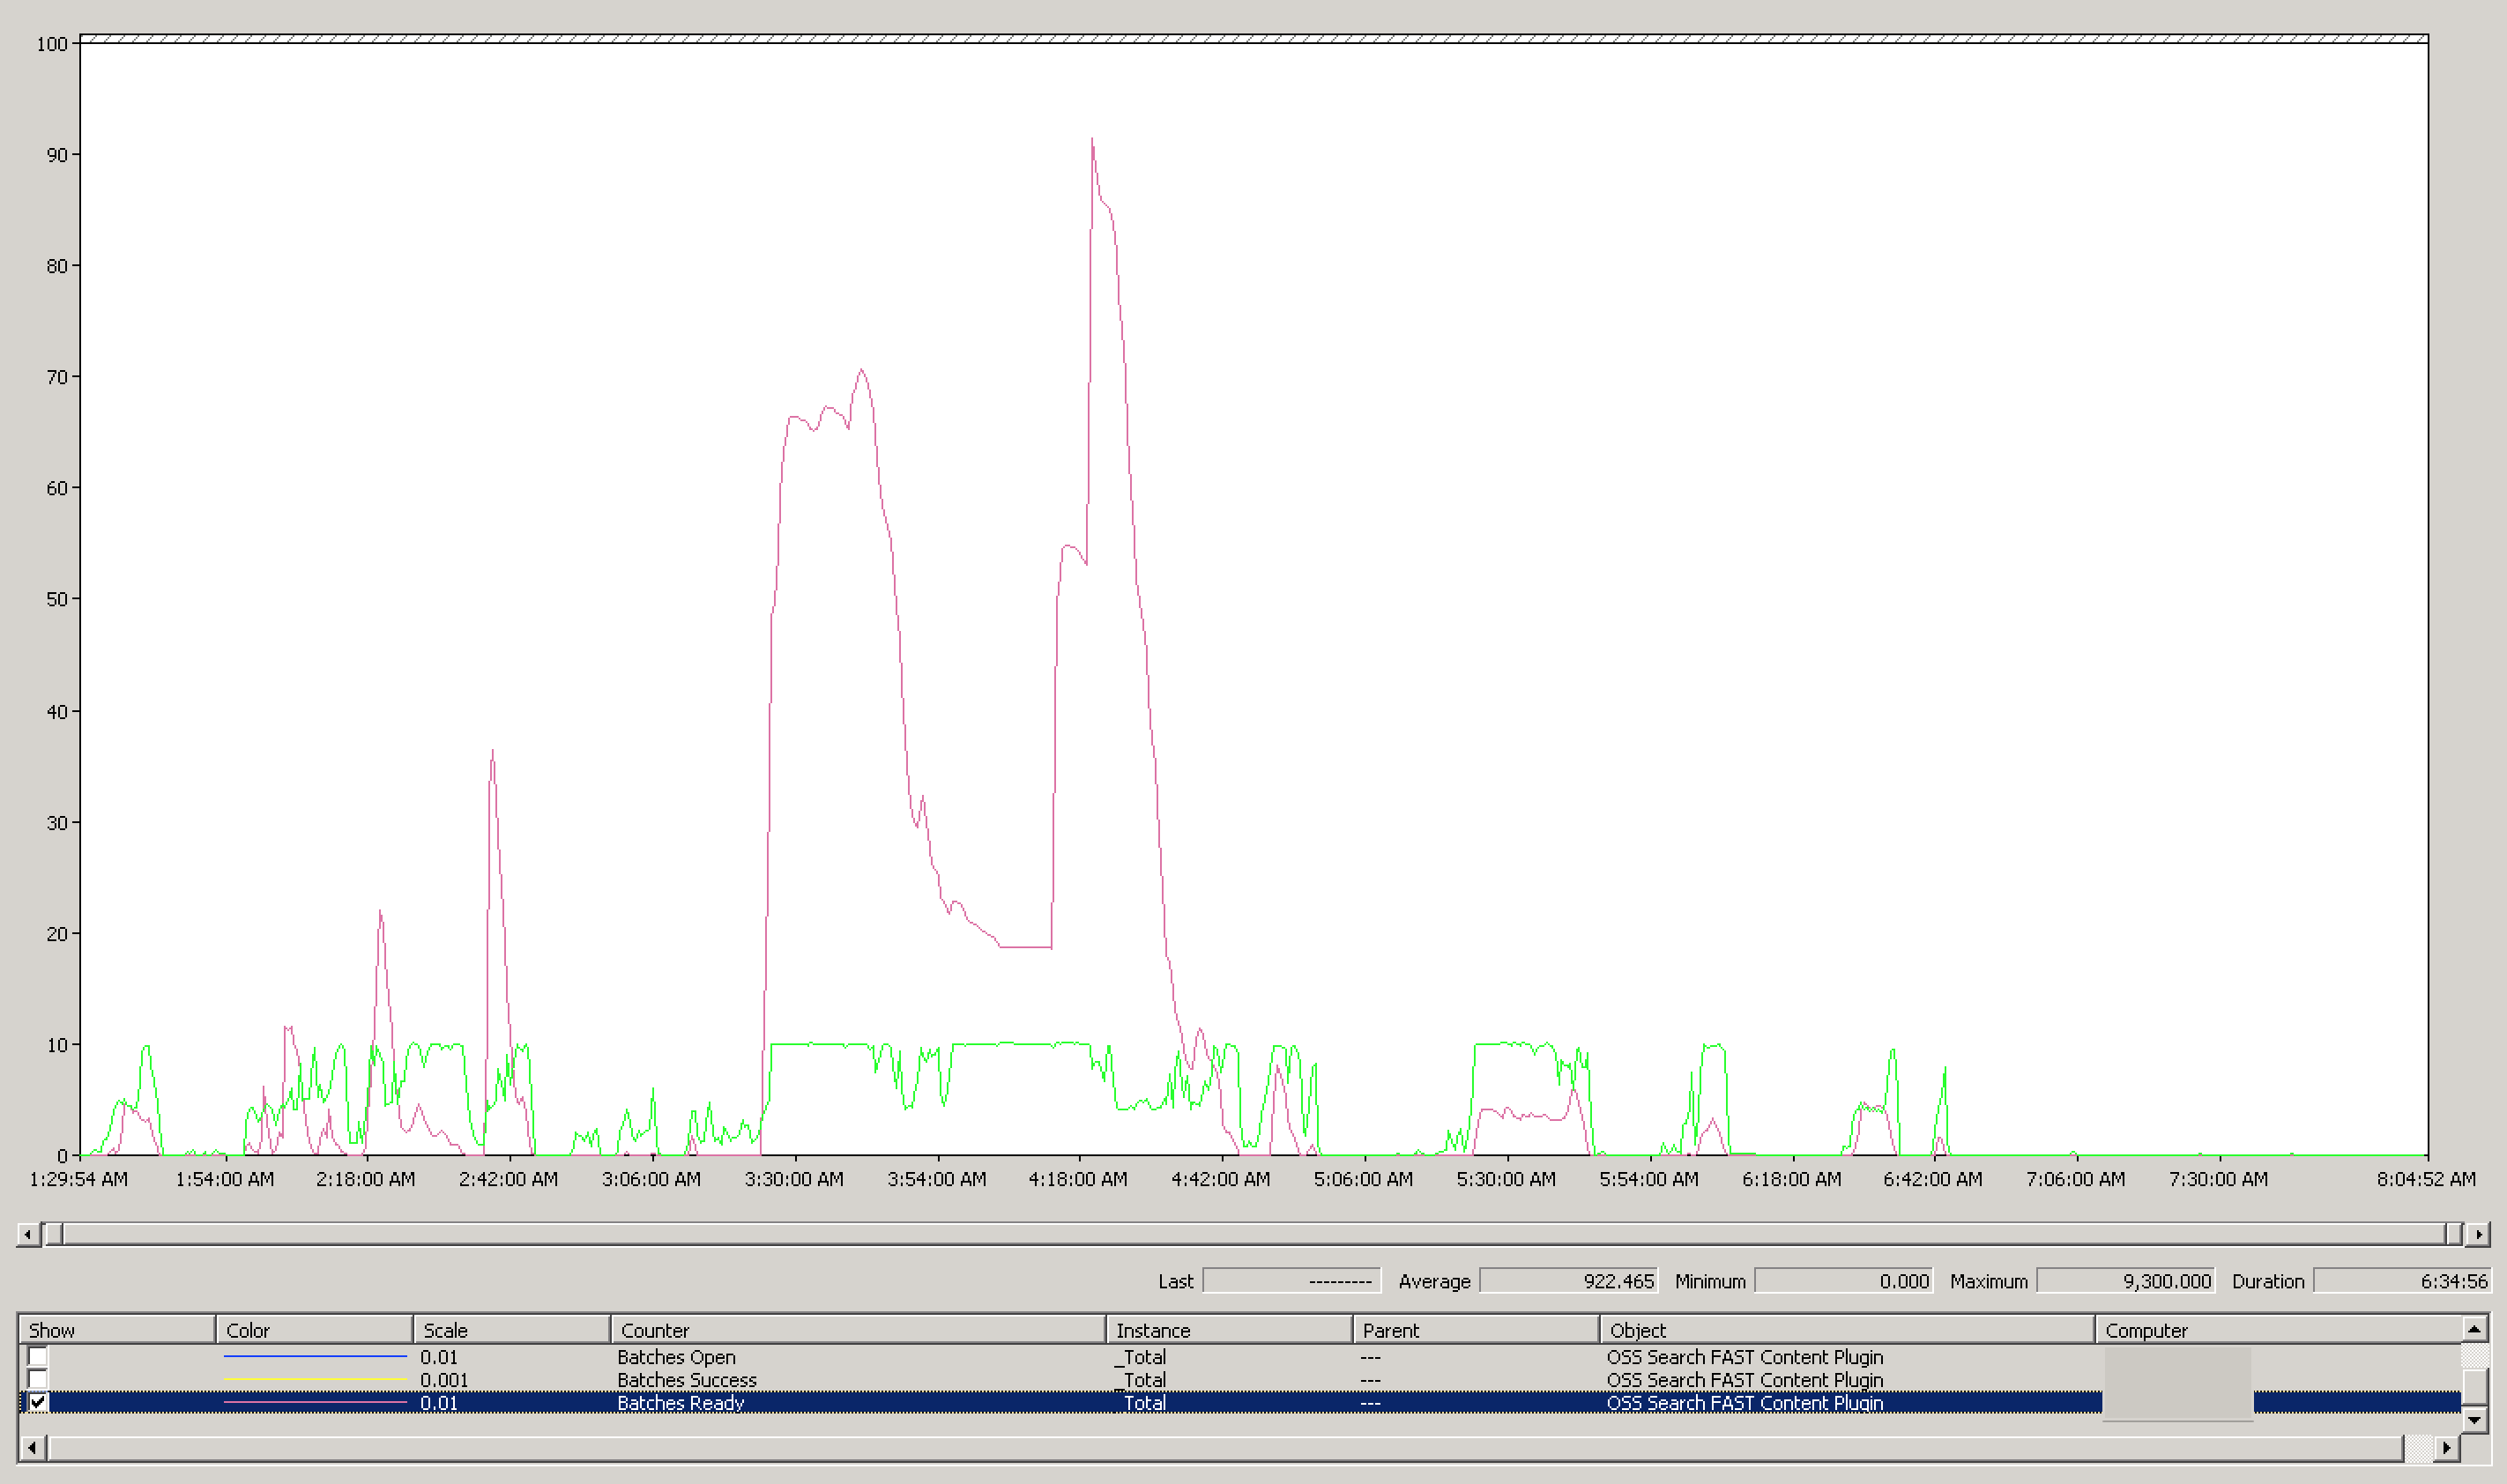 100
90
80
70
60
50
40
30
20
10
0
1:29:54 AM 1:54:00 AM 2:18:00 AM 2:42:00 AM 3:06:00 AM 3:30:00 AM 3:54:00 AM 4:18:00 AM 4:42:00 AM 5:06:00 AM 5:30:00 AM 5:54:00 AM 6:18:00 AM 6:42:00 AM 7:06:00 AM 7:30:00 AM 8:04:52 AM
Last --------- Average 922.465 Minimum 0.000 Maximum 9,300.000 Duration 6:34:56
Show Color Scale Counter Instance Parent Object Computer
0.01 Batches Open _Total --- OSS Search FAST Content Plugin
0.001 Batches Success _Total --- OSS Search FAST Content Plugin
0.01 Batches Ready _Total --- OSS Search FAST Content Plugin